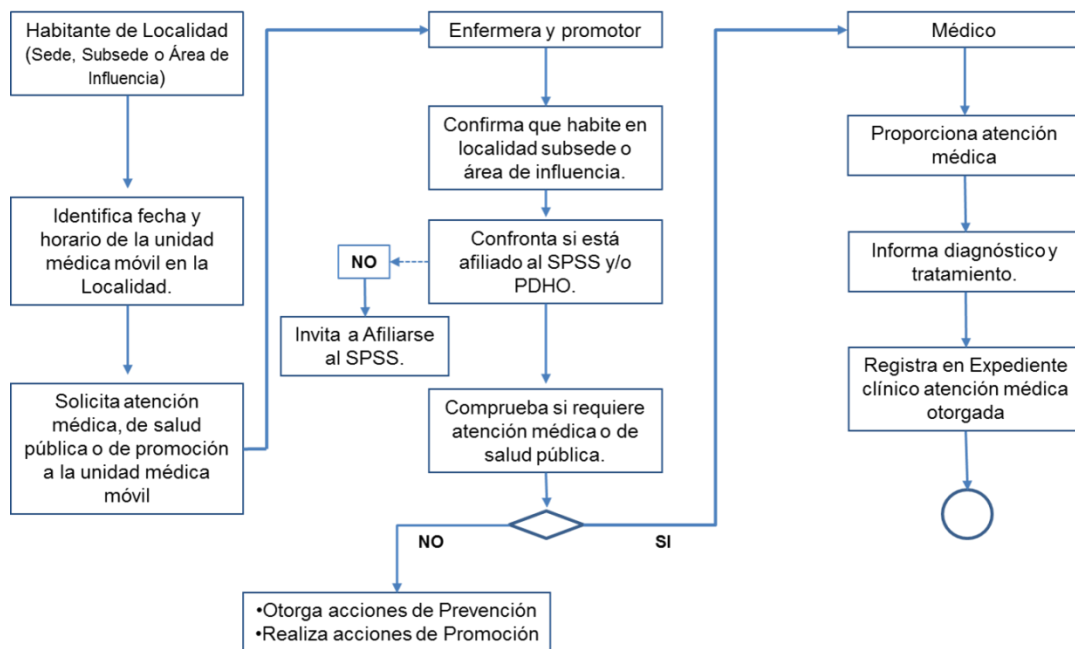 Habitante de Localidad
(Sede, Subsede o Área de
Influencia)
Identifica fecha y
horario de la unidad
médica móvil en la
Localidad.
Solicita atención
médica, de salud
pública o de promoción
a la unidad médica
móvil
Enfermera y promotor
Confirma que habite en
localidad subsede o
área de influencia.
Confronta si está
afiliado al SPSS y/o
PDHO.
NO
Invita a Afiliarse
al SPSS.
Comprueba si requiere
atención médica o de
salud pública.
NO
SI
•Otorga acciones de Prevención
•Realiza acciones de Promoción
Médico
Proporciona atención
médica
Informa diagnóstico y
tratamiento.
Registra en Expediente
clínico atención médica
otorgada